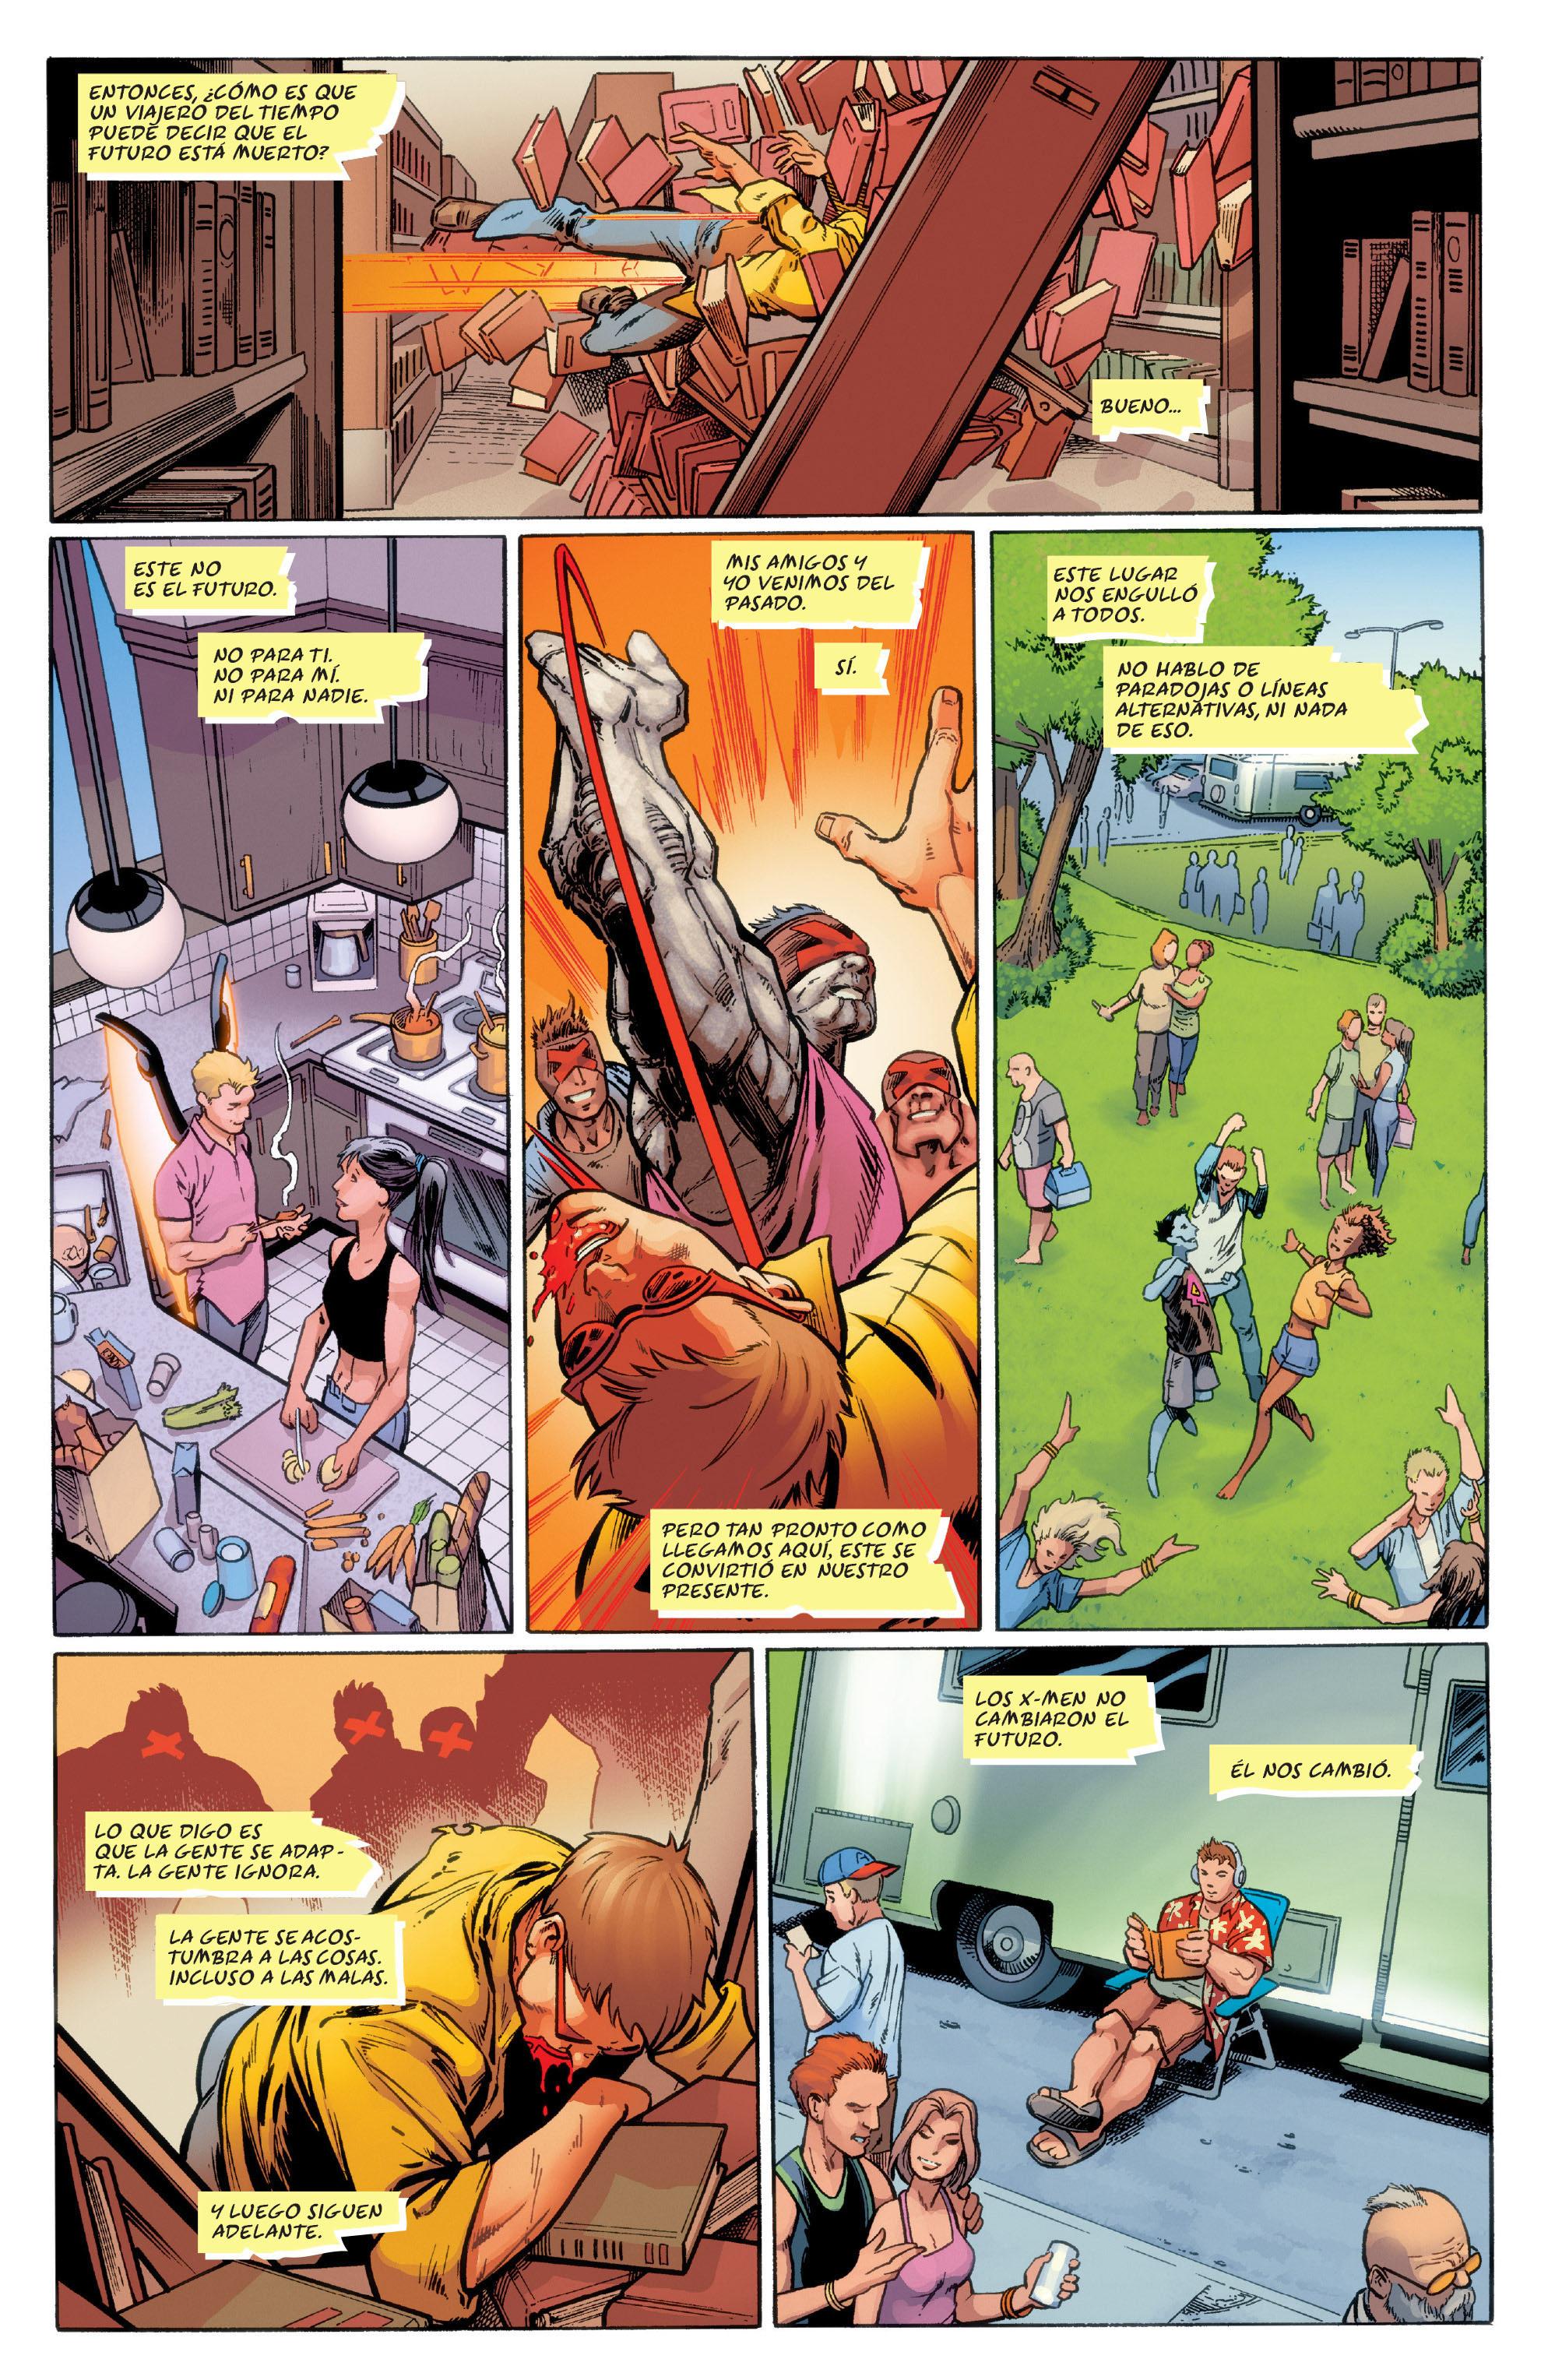 ENTONCES, ¿CÓMO ES QUE
UN VIAJERO DEL TIEMPO
PUEDE DECIR QUE EL
FUTURO ESTÁ MUERTO?
BUENO...
ESTE NO
ES EL FUTURO.
NO PARA TI.
NO PARA MÍ.
NI PARA NADIE.
MIS AMIGOS Y
YO VENIMOS DEL
PASADO.
SÍ.
PERO TAN PRONTO COMO
LLEGAMOS AQUÍ, ESTE SE
CONVIRTIÓ EN NUESTRO
PRESENTE.
ESTE LUGAR
NOS ENGULLÓ
A TODOS.
NO HABLO DE
PARADOJAS O LÍNEAS
ALTERNATIVAS, NI NADA
DE ESO.
LO QUE DIGO ES
QUE LA GENTE SE ADAP-
TA. LA GENTE IGNORA.
LA GENTE SE ACOS-
TUMBRA A LAS COSAS.
INCLUSO A LAS MALAS.
Y LUEGO SIGUEN
ADELANTE.
LOS X-MEN NO
CAMBIARON EL
FUTURO.
ÉL NOS CAMBIÓ.